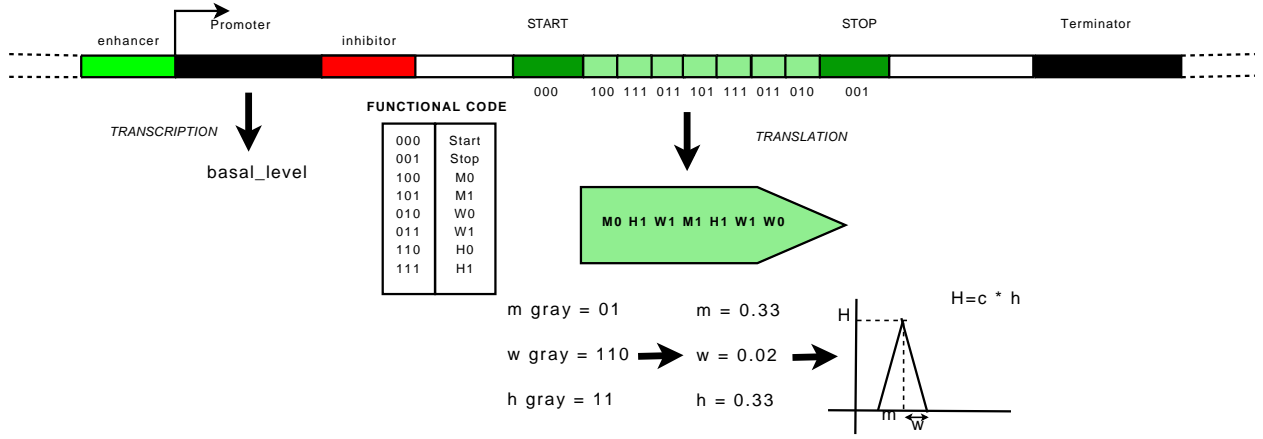 Promoter START STOP Terminator
enhancer inhibitor
000 100 111 011 101 111 011 010 001
FUNCTIONAL CODE
TRANSCRIPTION TRANSLATION
basal_level
000 Start
001 Stop
100 M0
101 M1
010 W0
011 W1
110 H0
111 H1
M0 H1 W1 M1 H1 W1 W0
H=c * h
m gray = 01 m = 0.33
H
w gray = 110 w = 0.02
h gray = 11 h = 0.33
m
w